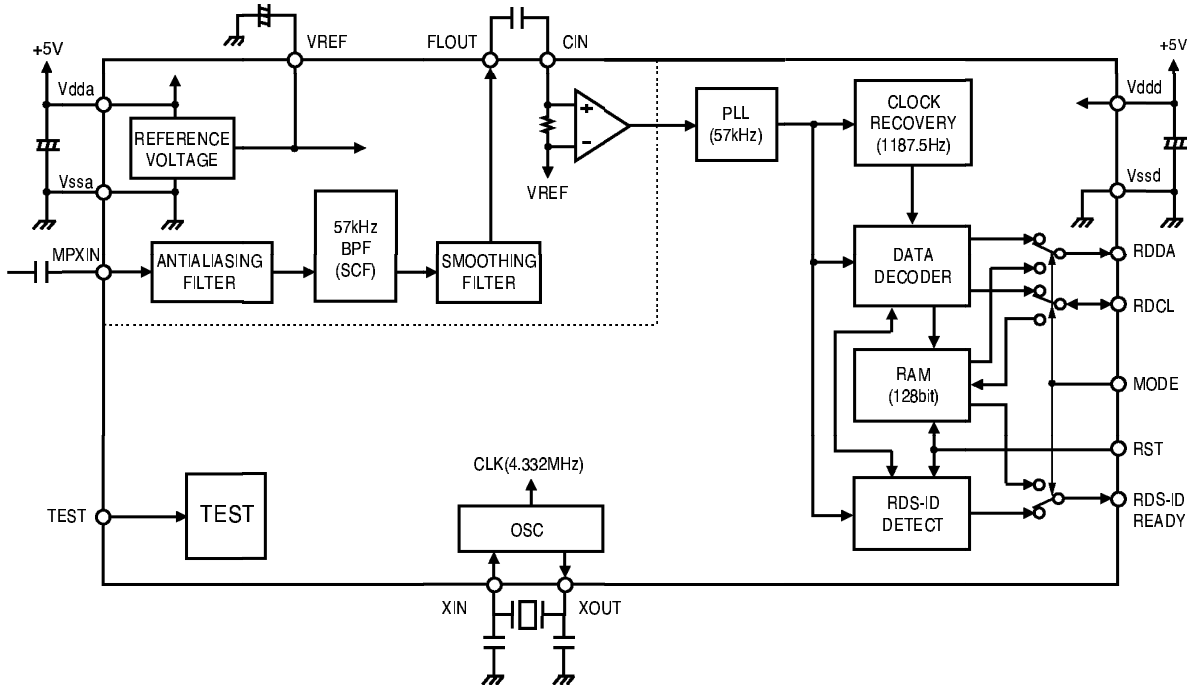 VREF
FLOUT
CIN
+5V
+5V
Vdda
REFERENCE
VOLTAGE
Vssa
VREF
PLL
(57kHz)
CLOCK
RECOVERY
(1187.5Hz)
Vddd
Vssd
MPXIN
ANTIALIASING
FILTER
57kHz
BPF
(SCF)
SMOOTHING
FILTER
DATA
DECODER
RDDA
RDCL
RAM
(128bit)
MODE
RST
RDS-ID
DETECT
RDS-ID
READY
TEST
TEST
CLK(4.332MHz)
OSC
XIN
XOUT
+
−